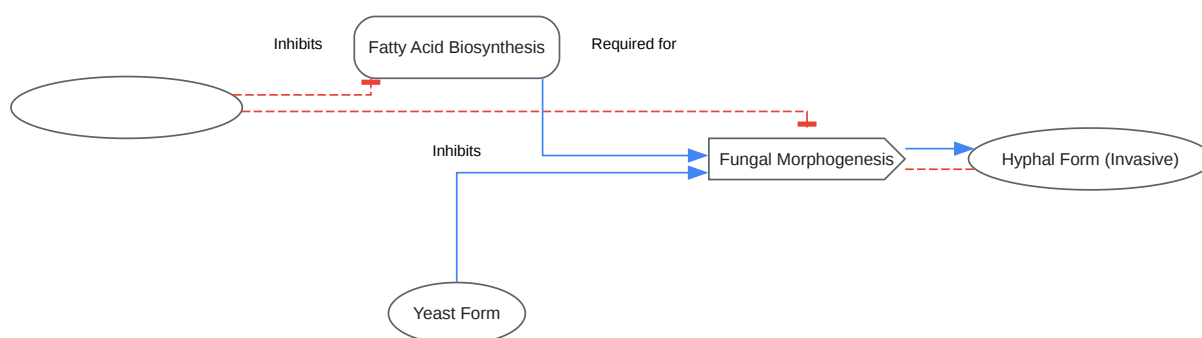 Inhibits
Fatty Acid Biosynthesis
Required for
Inhibits
Fungal Morphogenesis
Hyphal Form (Invasive)
Yeast Form